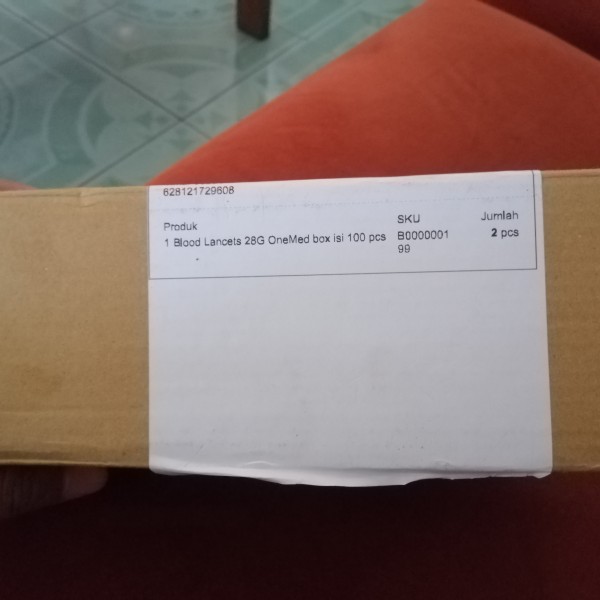 628121729608
Produk SKU Jumlah
1 Blood Lancets 28G OneMed box isi 100 pcs B0000001 2 pcs
99